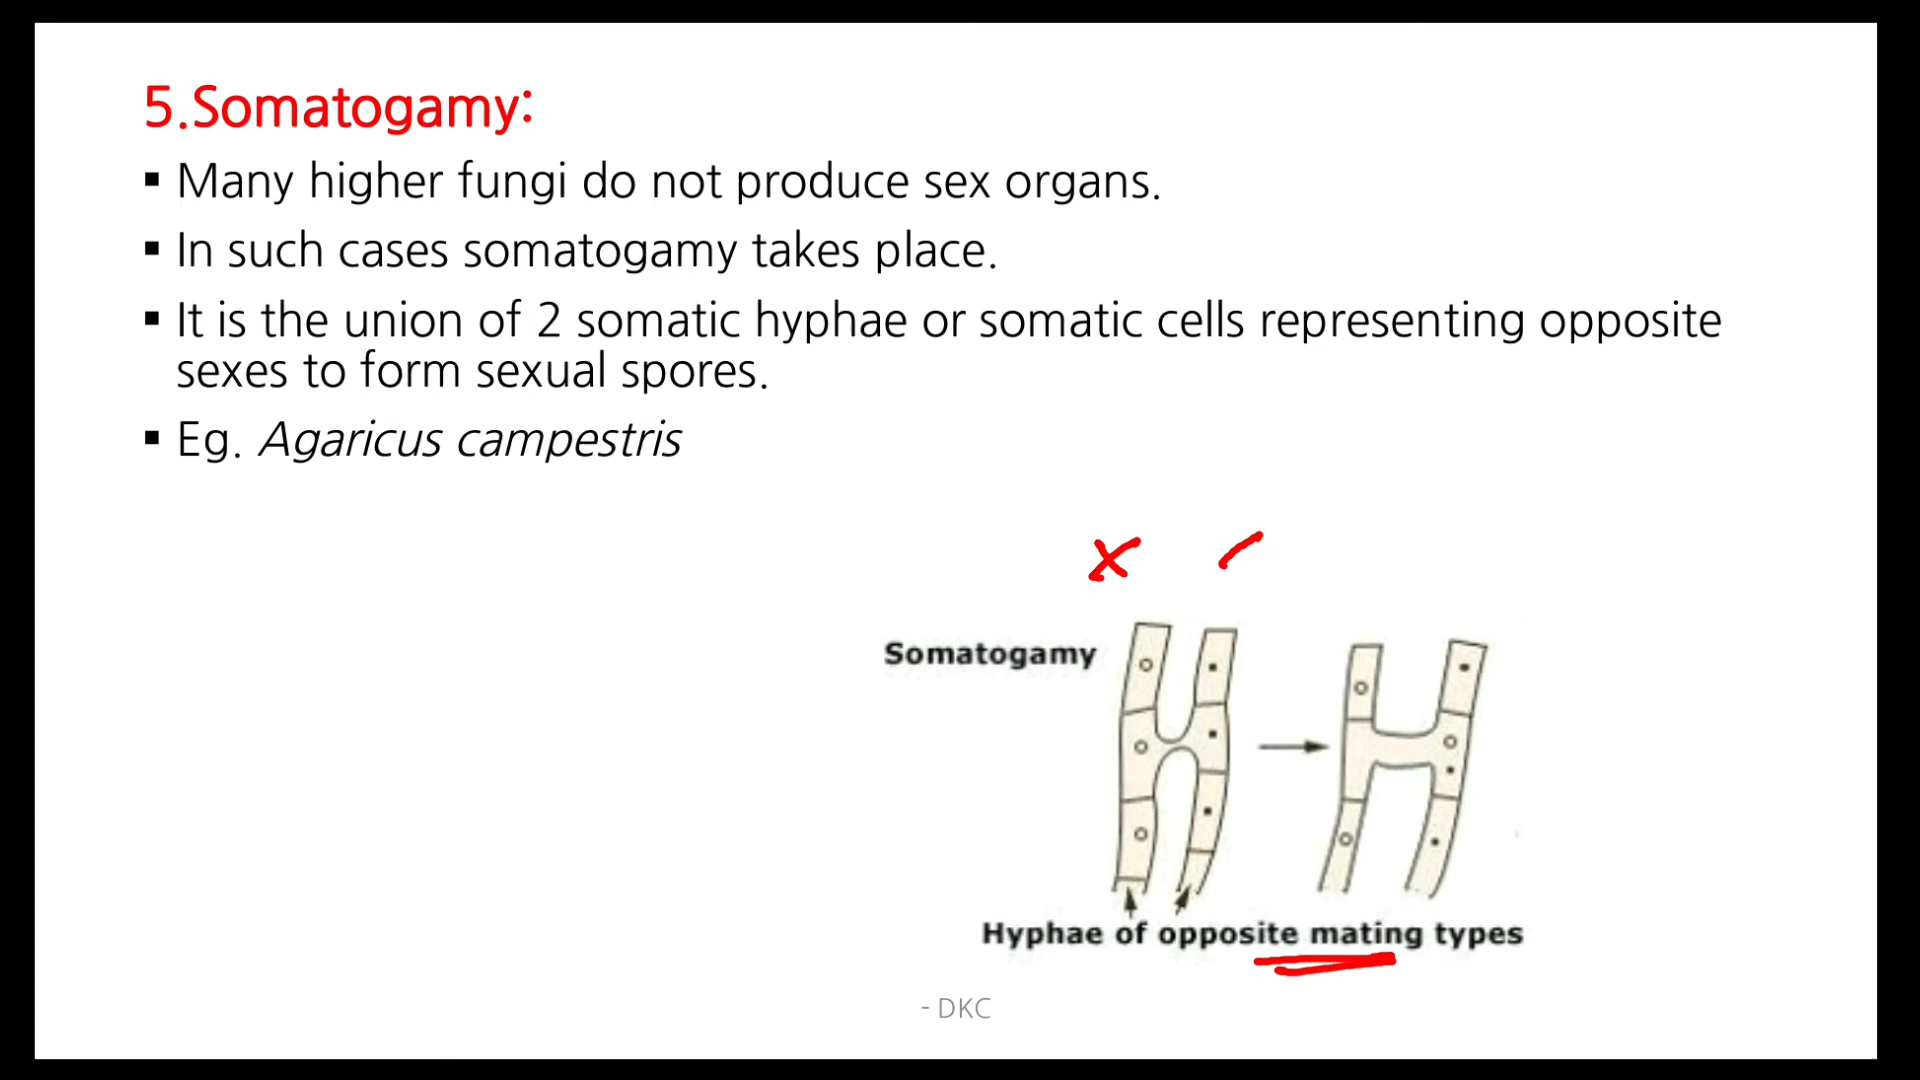 5.Somatogamy:
▪ Many higher fungi do not produce sex organs.
▪ In such cases somatogamy takes place.
▪ It is the union of 2 somatic hyphae or somatic cells representing opposite
sexes to form sexual spores.
▪ Eg. Agaricus campestris
Somatogamy
Hyphae of opposite mating types
- DKC